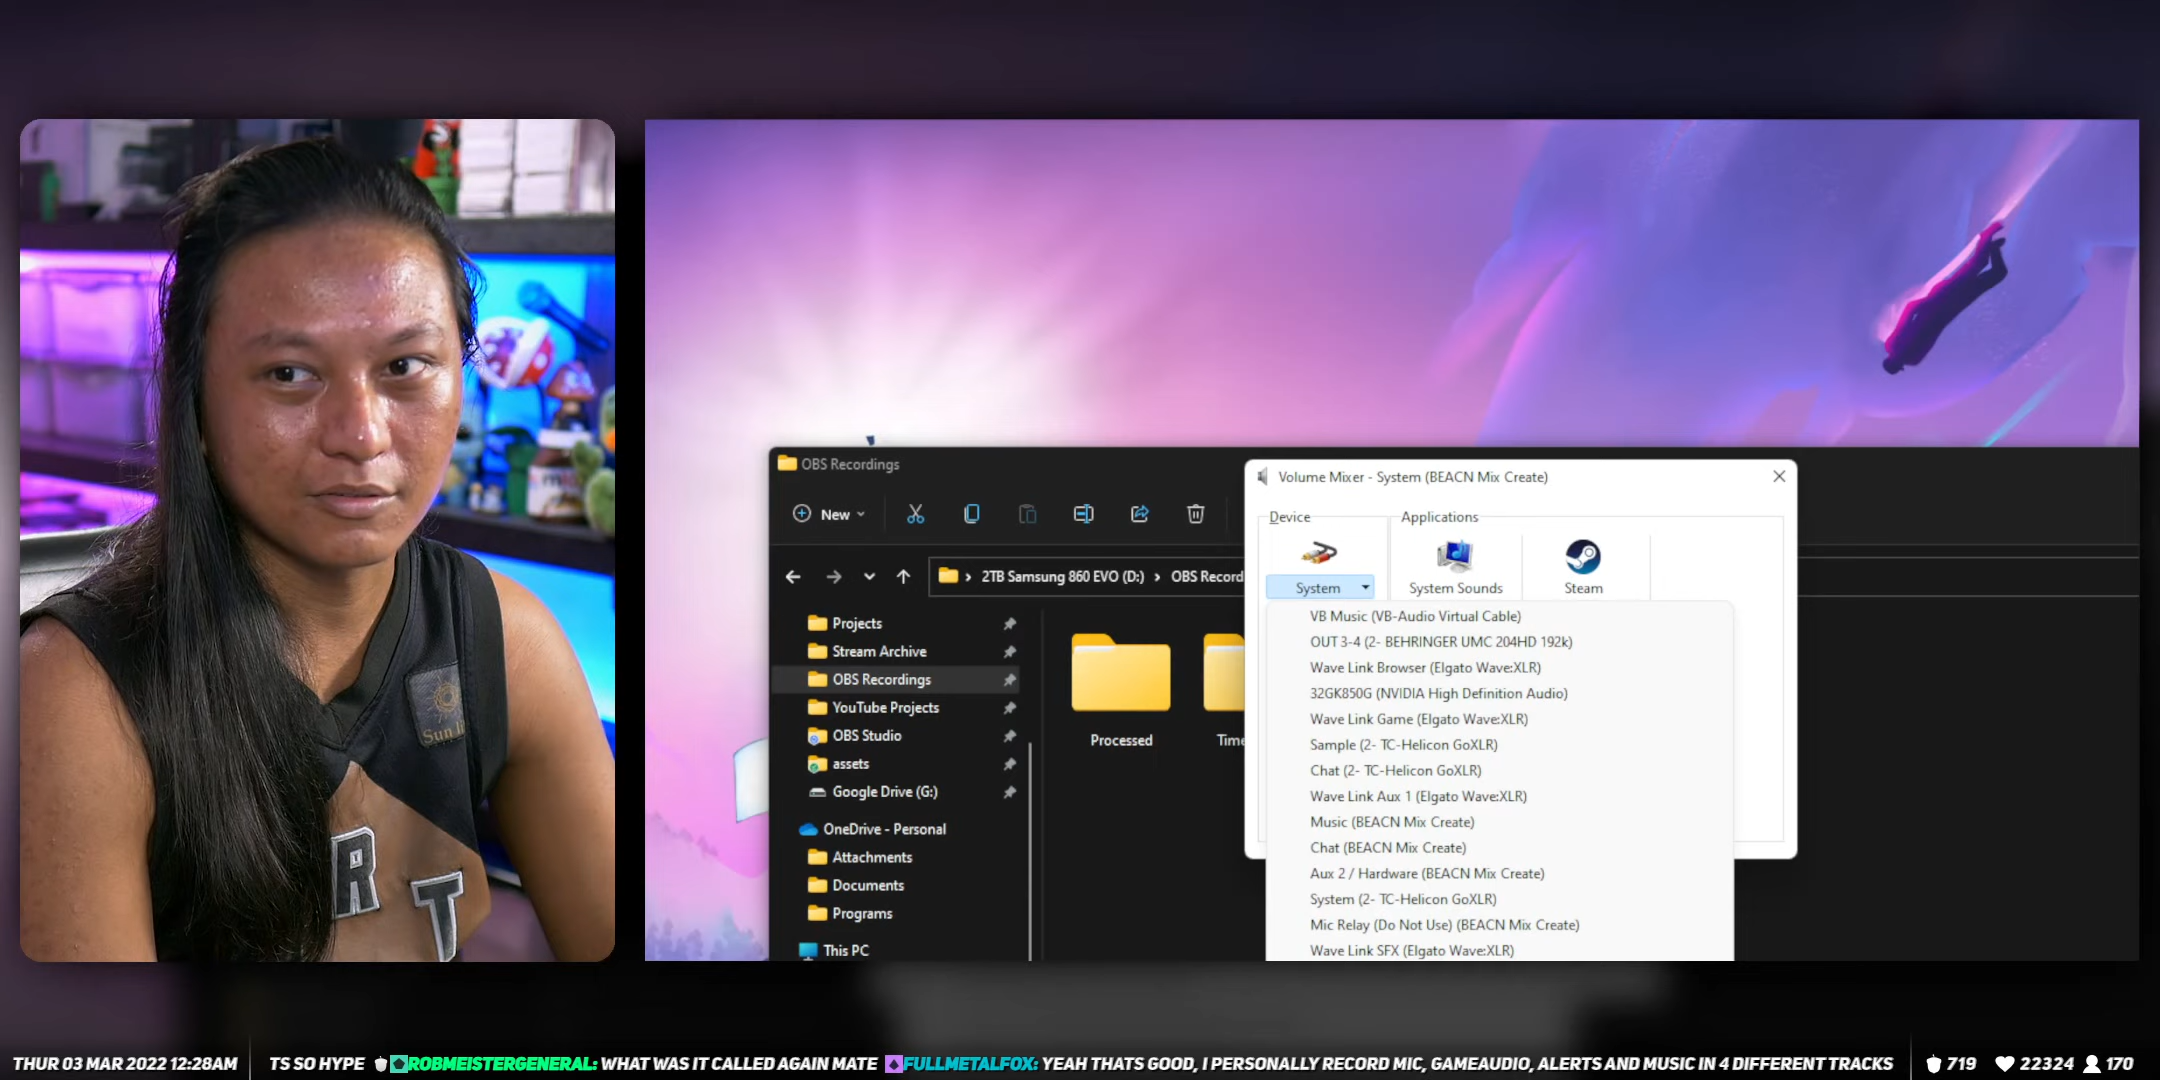 OBS Recordings
New
2TB Samsung 860 EVO (D:) › OBS Record
Projects
Stream Archive
OBS Recordings
YouTube Projects
OBS Studio
assets
Google Drive (G:)
OneDrive - Personal
Attachments
Documents
Programs
This PC
Processed
Time
Volume Mixer - System (BEACN Mix Create)
Device
Applications
System
System Sounds
Steam
VB Music (VB-Audio Virtual Cable)
OUT 3-4 (2- BEHRINGER UMC 204HD 192k)
Wave Link Browser (Elgato Wave:XLR)
32GK850G (NVIDIA High Definition Audio)
Wave Link Game (Elgato Wave:XLR)
Sample (2- TC-Helicon GoXLR)
Chat (2- TC-Helicon GoXLR)
Wave Link Aux 1 (Elgato Wave:XLR)
Music (BEACN Mix Create)
Chat (BEACN Mix Create)
Aux 2 / Hardware (BEACN Mix Create)
System (2- TC-Helicon GoXLR)
Mic Relay (Do Not Use) (BEACN Mix Create)
Wave Link SFX (Elgato Wave:XLR)
Sun
R
T
THUR 03 MAR 2022 12:28AM TS SO HYPE ROBMEISTERGENERAL: WHAT WAS IT CALLED AGAIN MATE FULLMETALFOX: YEAH THATS GOOD, I PERSONALLY RECORD MIC, GAMEAUDIO, ALERTS AND MUSIC IN 4 DIFFERENT TRACKS 719 22324 170